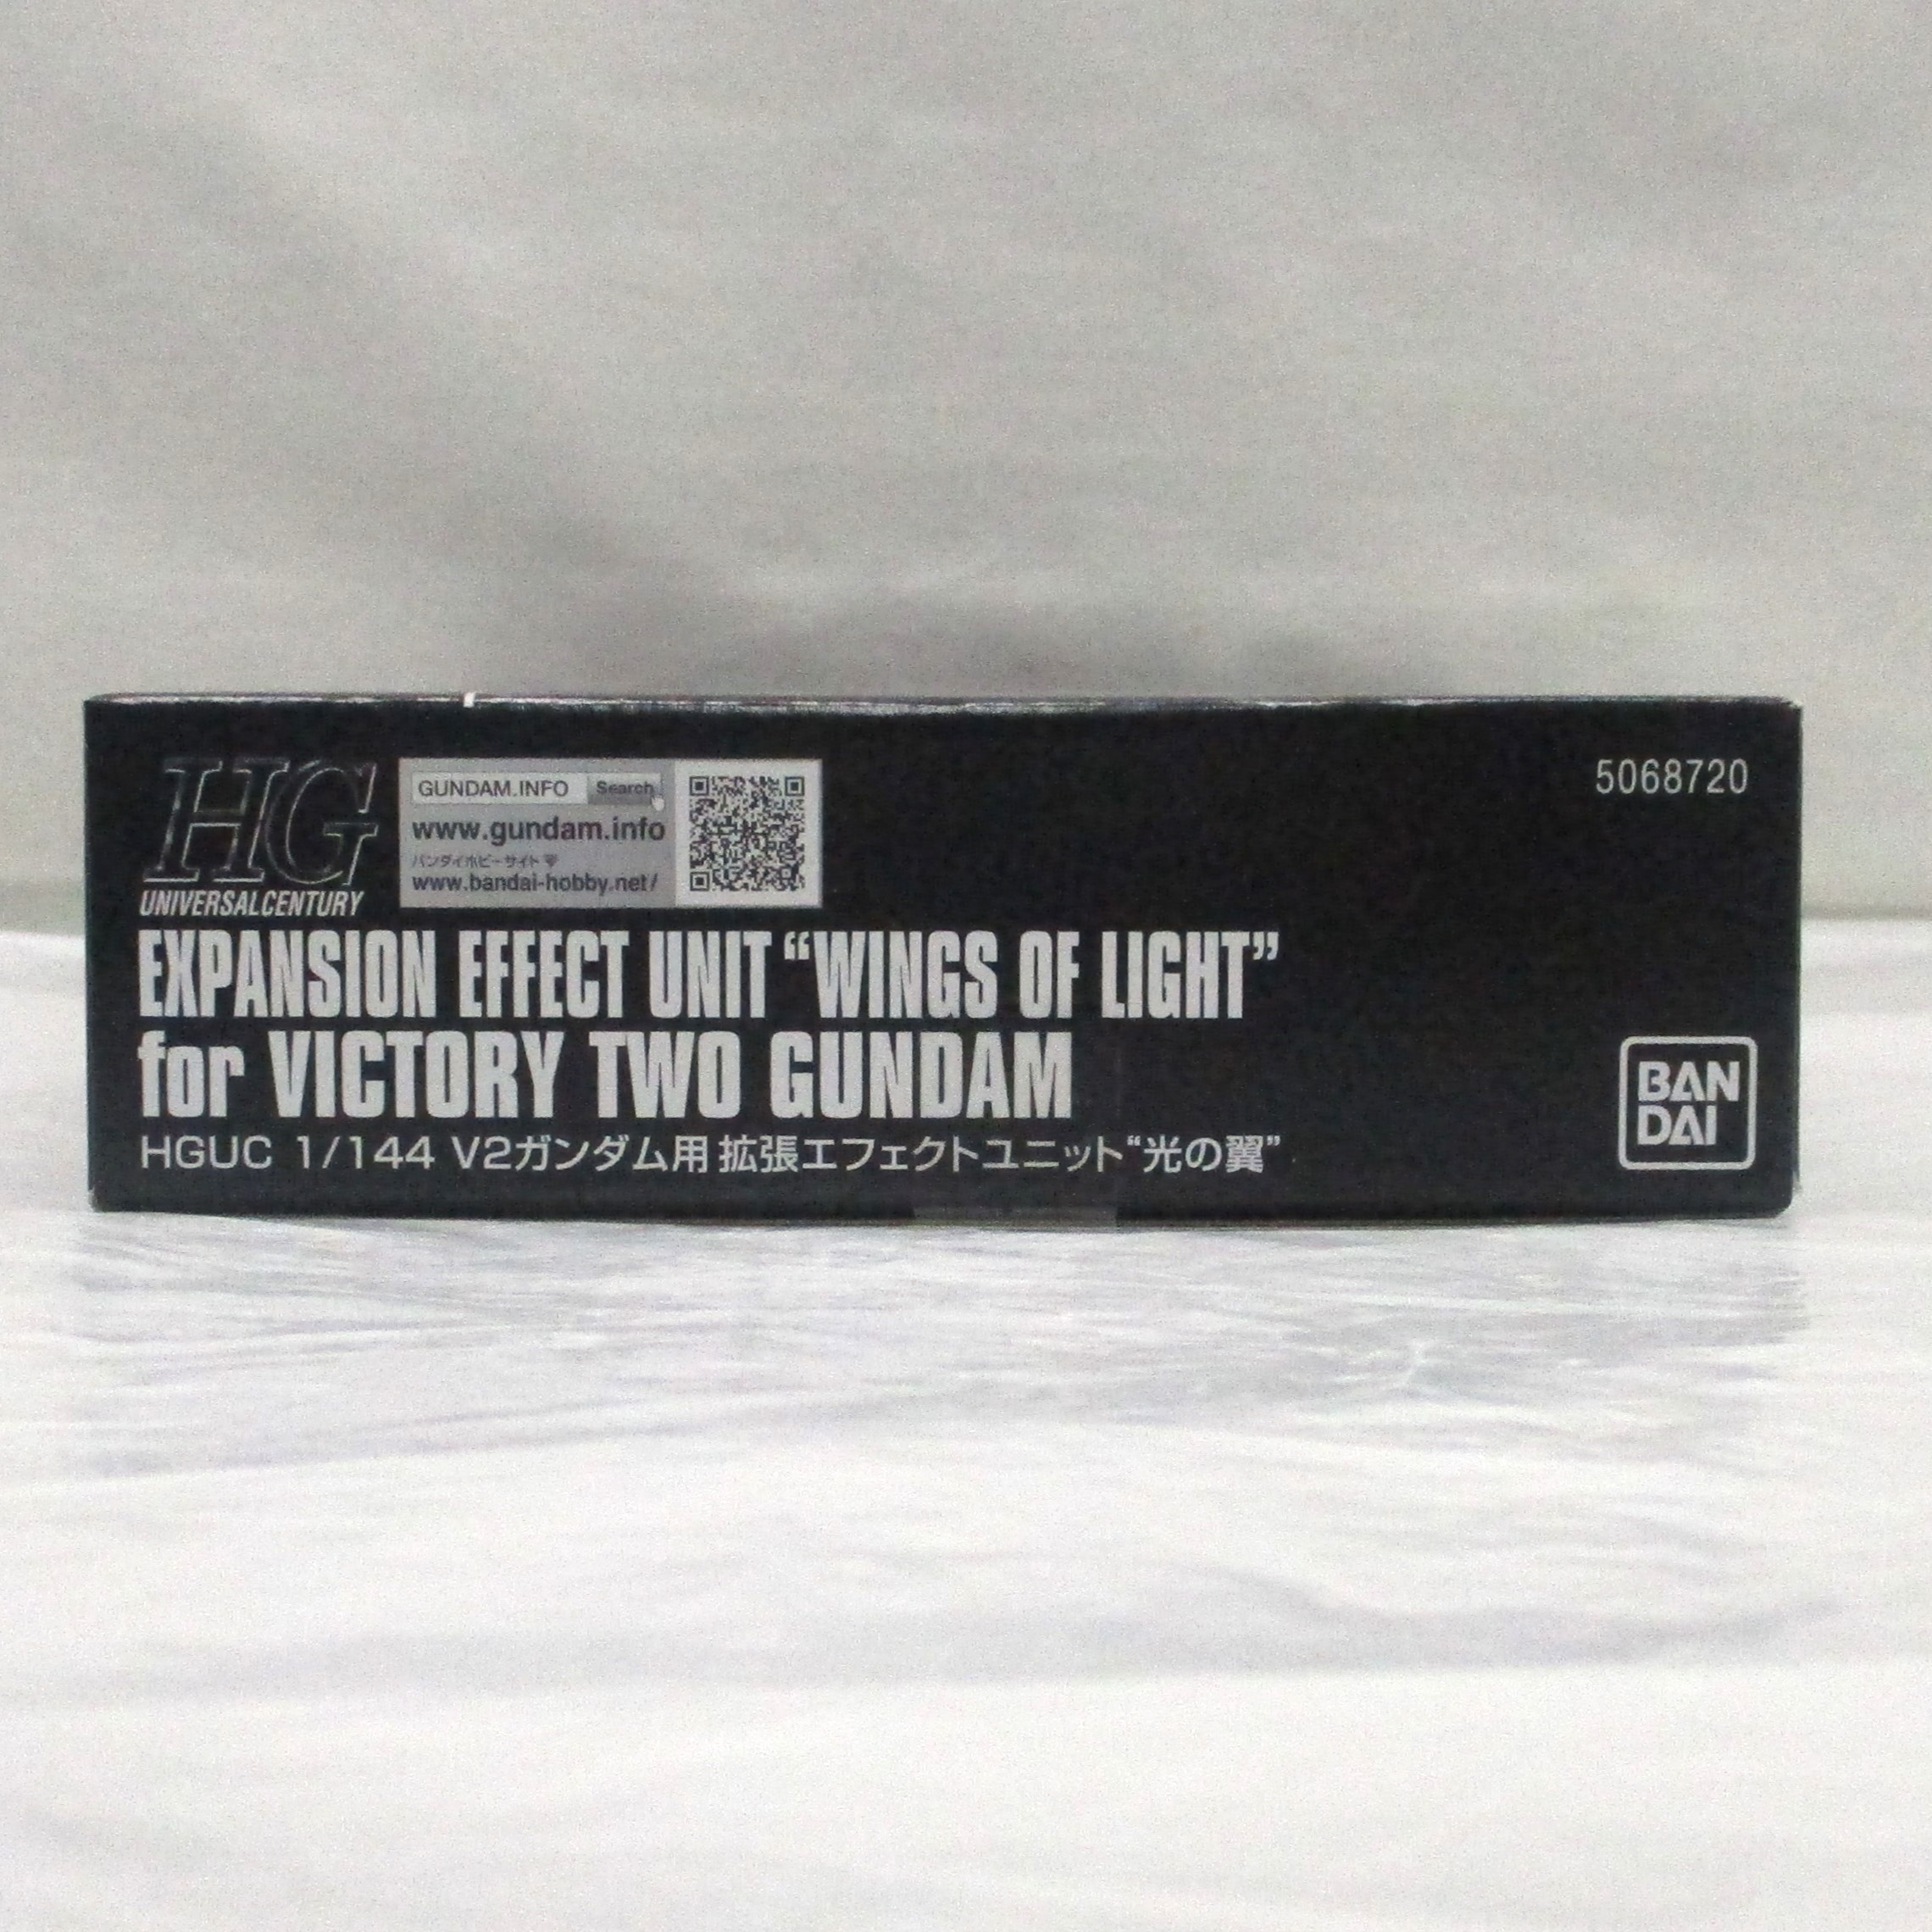 HG
UNIVERSAL CENTURY
GUNDAM.INFO Search
www.gundam.info
バンダイホビーサイト
www.bandai-hobby.net/
5068720
EXPANSION EFFECT UNIT “WINGS OF LIGHT”
for VICTORY TWO GUNDAM
HGUC 1/144 V2ガンダム用 拡張エフェクトユニット“光の翼”
BAN
DAI